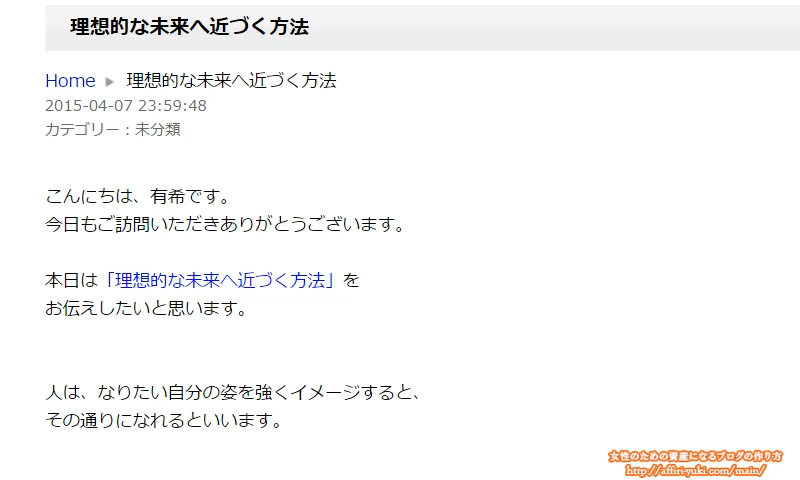 理想的な未来へ近づく方法
Home ▶ 理想的な未来へ近づく方法
2015-04-07 23:59:48
カテゴリー：未分類
こんにちは、有希です。
今日もご訪問いただきありがとうございます。
本日は「理想的な未来へ近づく方法」を
お伝えしたいと思います。
人は、なりたい自分の姿を強くイメージすると、
その通りになれるといいます。
女性のための資産になるブログの作り方
http://affiri-yuki.com/main/